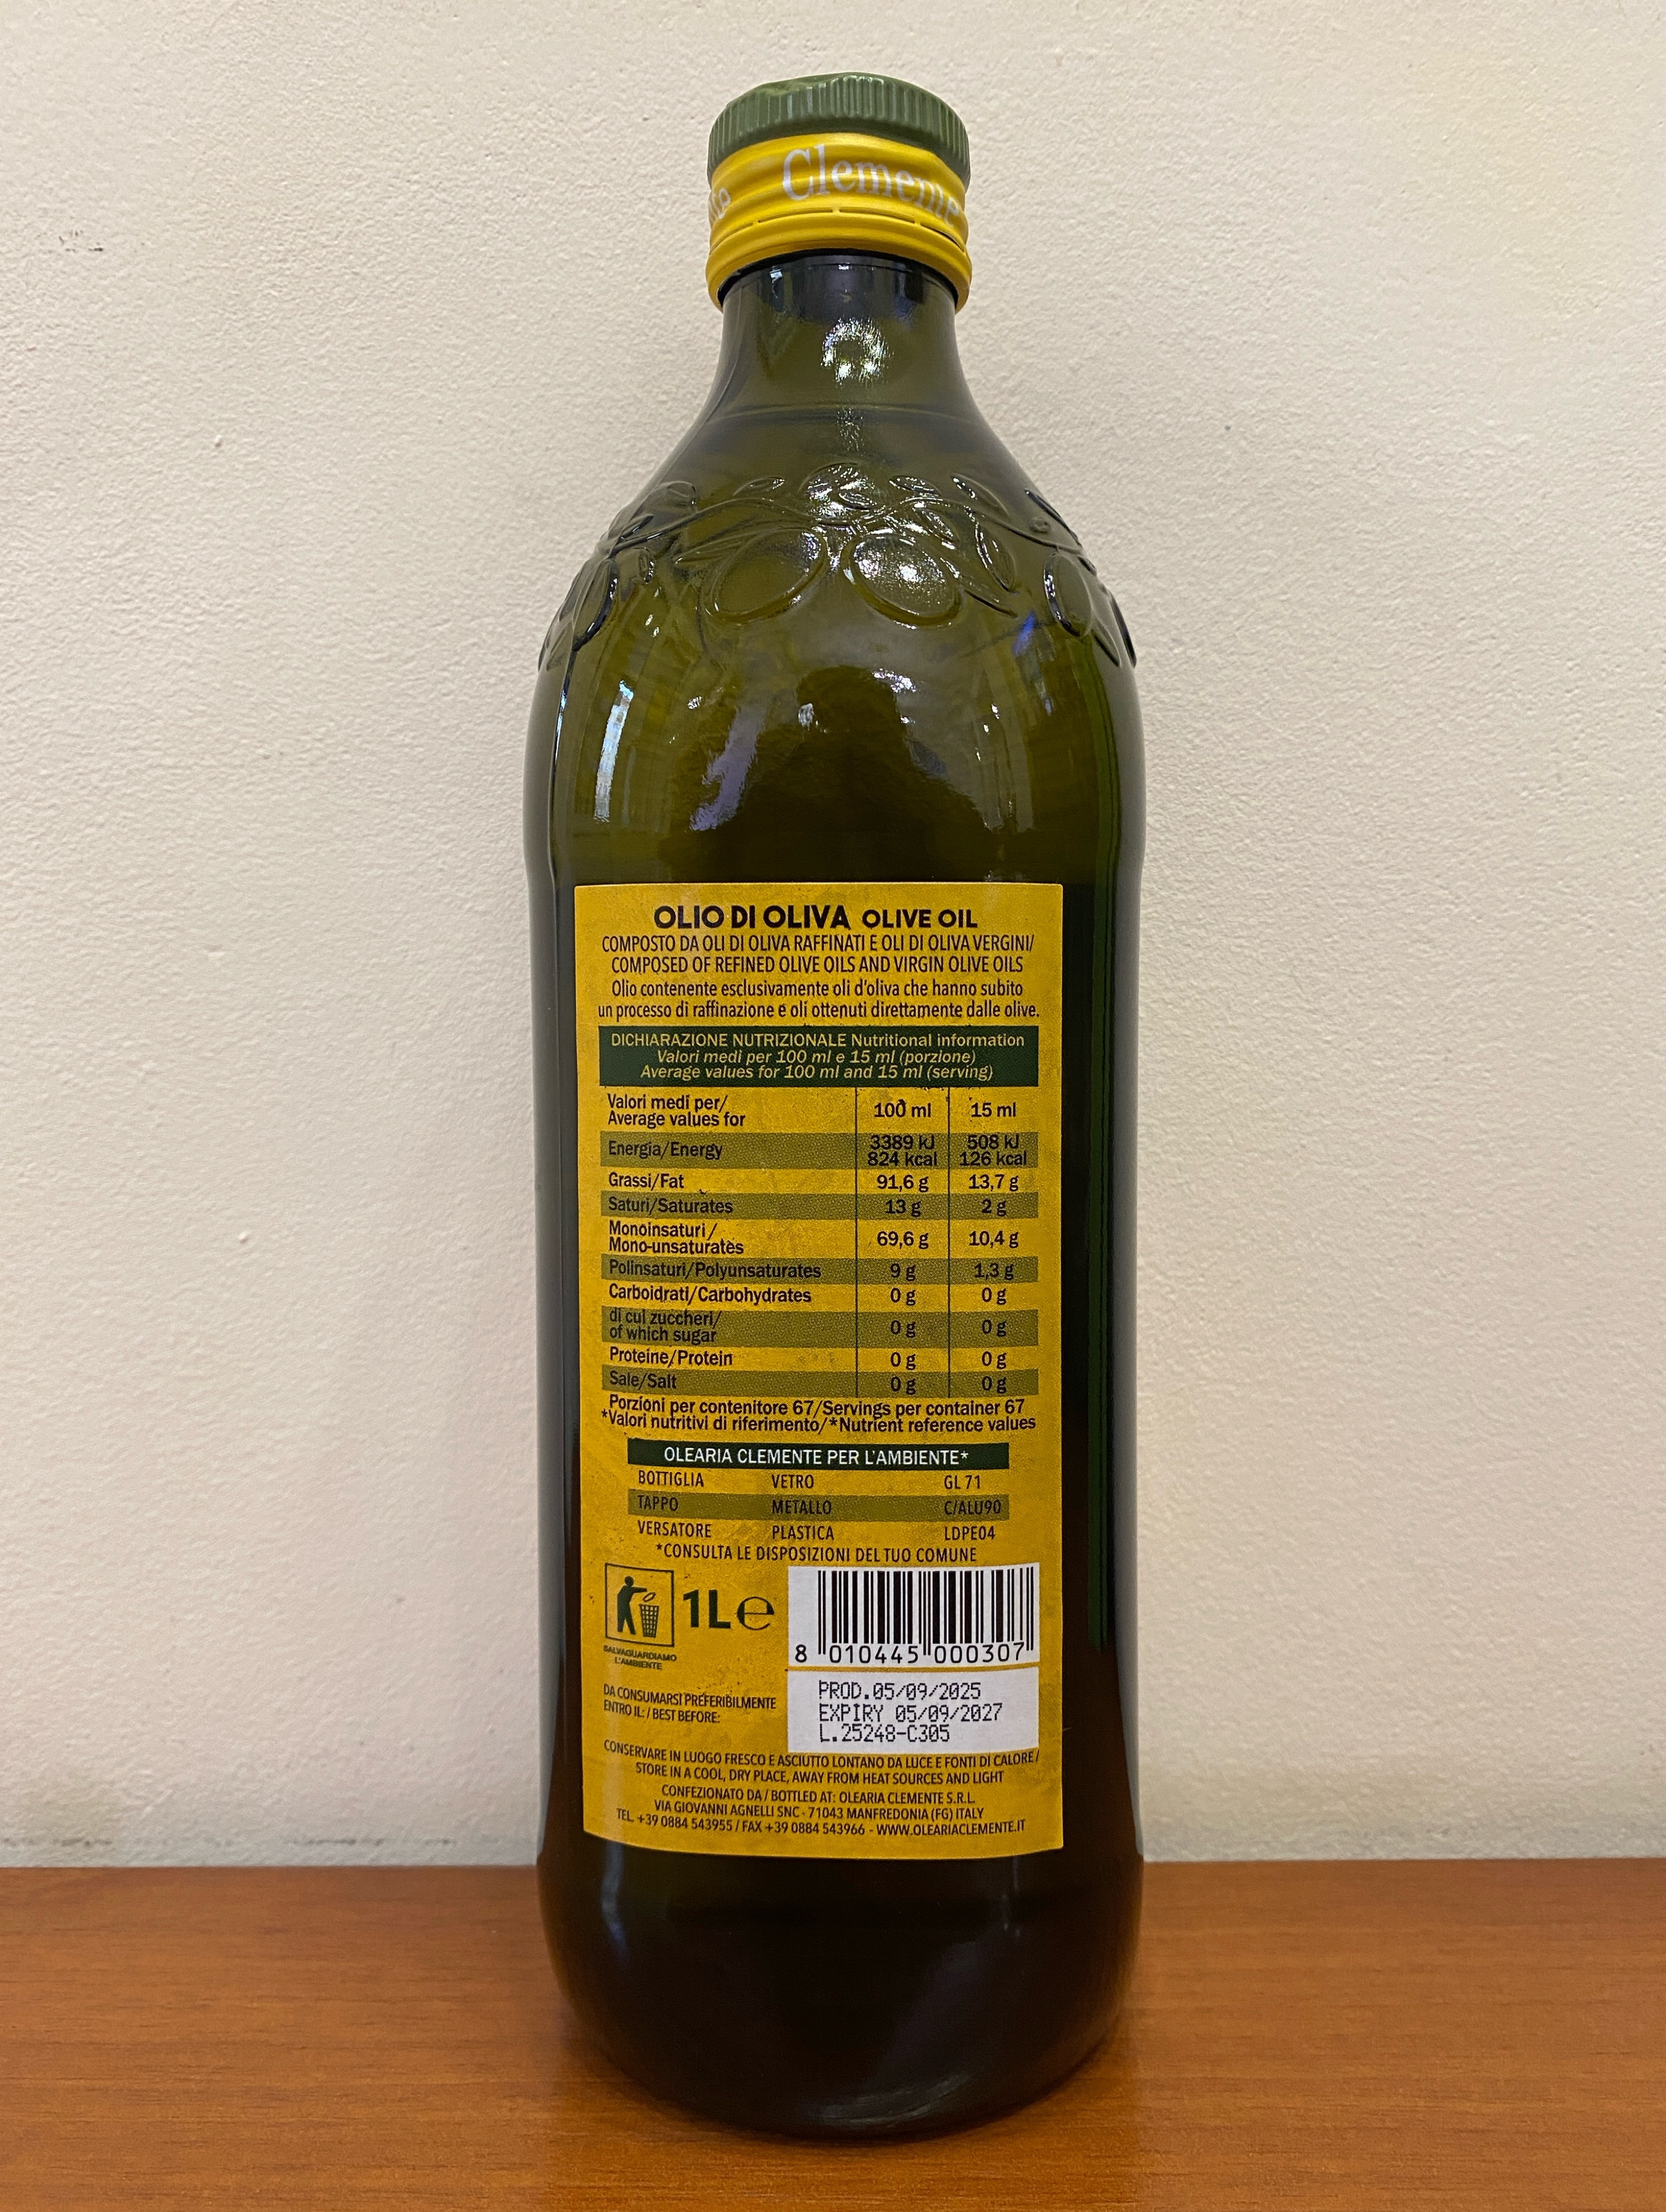 Clemente
OLIO DI OLIVA OLIVE OIL
COMPOSTO DA OLI DI OLIVA RAFFINATI E OLI DI OLIVA VERGINI/
COMPOSED OF REFINED OLIVE OILS AND VIRGIN OLIVE OILS
Olio contenente esclusivamente oli d'oliva che hanno subito
un processo di raffinazione e oli ottenuti direttamente dalle olive.
DICHIARAZIONE NUTRIZIONALE Nutritional information
Valori medi per 100 ml e 15 ml (porzione)
Average values for 100 ml and 15 ml (serving)
Valori medi per/
Average values for
100 ml 15 ml
Energia/Energy
3389 kJ 508 kJ
824 kcal 126 kcal
Grassi/Fat 91,6 g 13,7 g
Saturi/Saturates 13 g 2 g
Monoinsaturi/
Mono-unsaturates
69,6 g 10,4 g
Polinsaturi/Polyunsaturates 9 g 1,3 g
Carboidrati/Carbohydrates 0 g 0 g
di cui zuccheri/
of which sugar
0 g 0 g
Proteine/Protein 0 g 0 g
Sale/Salt 0 g 0 g
Porzioni per contenitore 67/Servings per container 67
*Valori nutritivi di riferimento/*Nutrient reference values
OLEARIA CLEMENTE PER L'AMBIENTE*
BOTTIGLIA VETRO GL 71
TAPPO METALLO C/ALU90
VERSATORE PLASTICA LDPE04
*CONSULTA LE DISPOSIZIONI DEL TUO COMUNE
1L℮
SALVAGUARDIAMO
L'AMBIENTE
8 010445 000307
DA CONSUMARSI PREFERIBILMENTE
ENTRO IL: / BEST BEFORE:
PROD.05/09/2025
EXPIRY 05/09/2027
L.25248-C305
CONSERVARE IN LUOGO FRESCO E ASCIUTTO LONTANO DA LUCE E FONTI DI CALORE/
STORE IN A COOL, DRY PLACE, AWAY FROM HEAT SOURCES AND LIGHT
CONFEZIONATO DA / BOTTLED AT: OLEARIA CLEMENTE S.R.L.
VIA GIOVANNI AGNELLI SNC - 71043 MANFREDONIA (FG) ITALY
TEL. +39 0884 543955 / FAX +39 0884 543966 - WWW.OLEARIACLEMENTE.IT